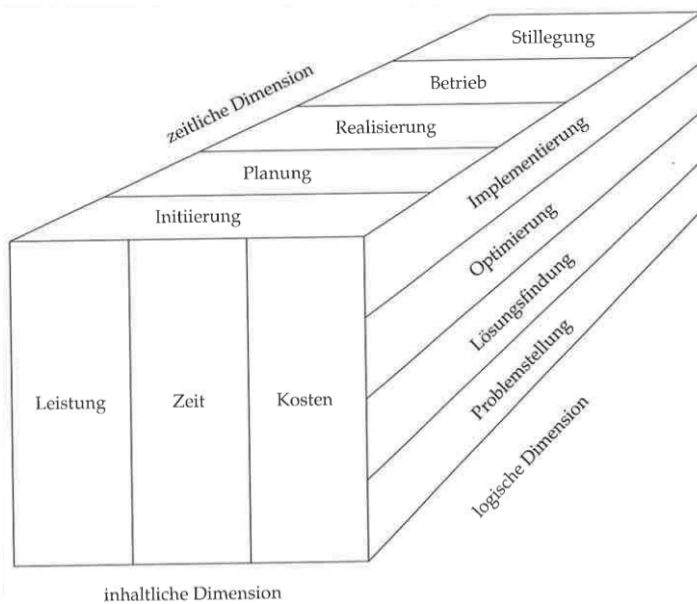 Stillegung
zeitliche Dimension
Betrieb
Realisierung
Planung
Initiierung
Implementierung
Optimierung
Lösungsfindung
Problemstellung
Leistung
Zeit
Kosten
logische Dimension
inhaltliche Dimension